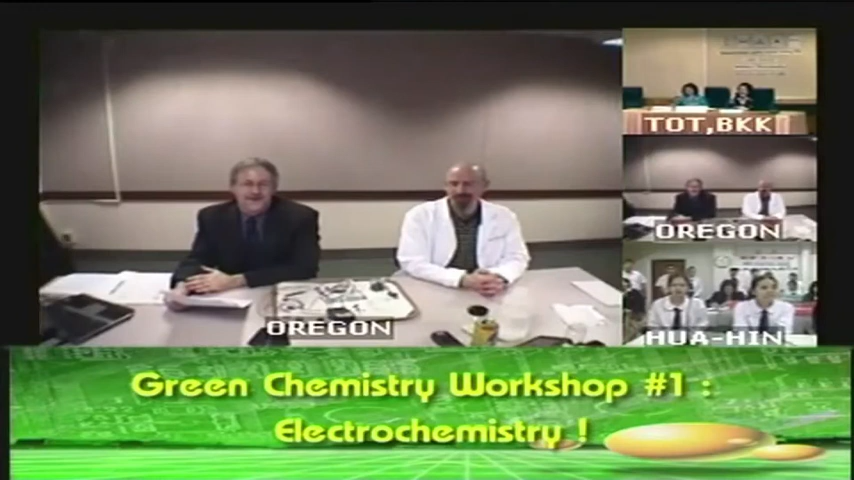 TOT,BKK
OREGON
HUA-HIN
OREGON
Green Chemistry Workshop #1 :
Electrochemistry !